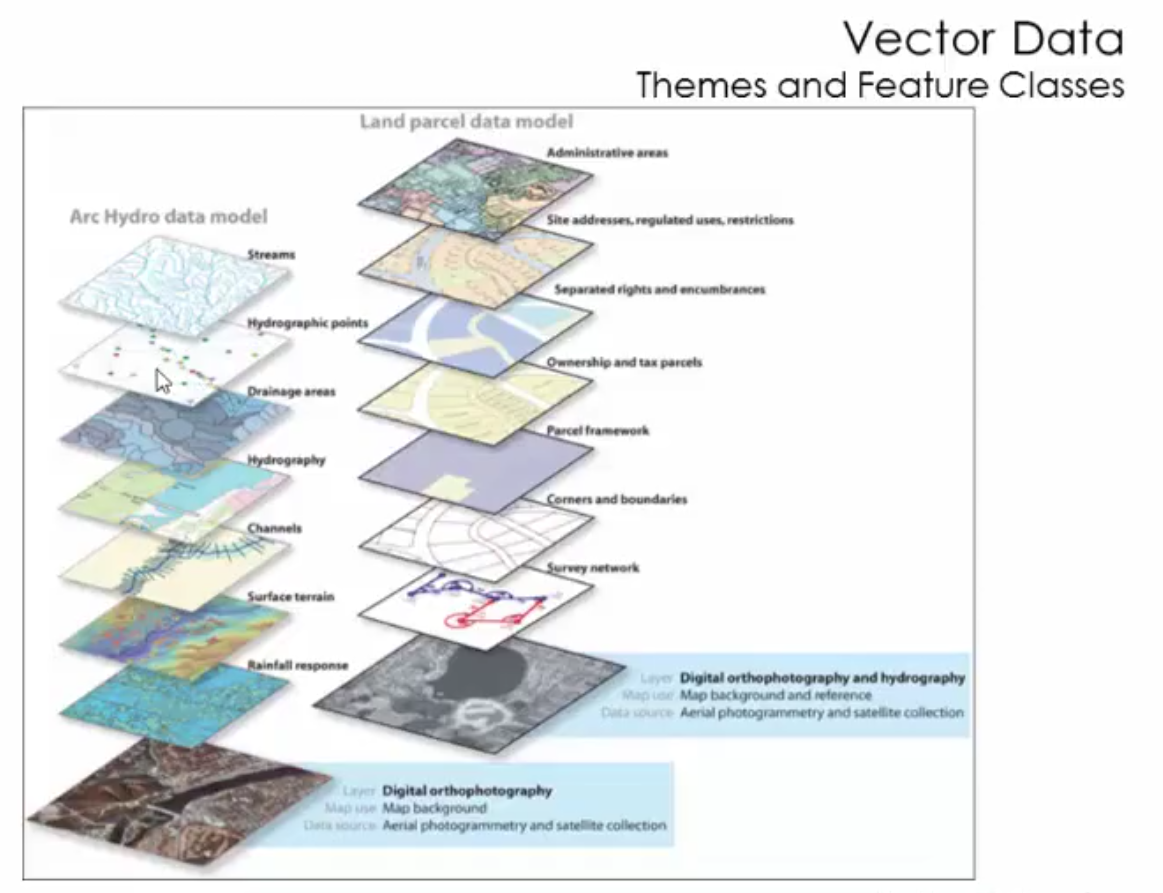 Vector Data
Themes and Feature Classes
Land parcel data model
Administrative areas
Site addresses, regulated uses, restrictions
Separated rights and encumbrances
Ownership and tax parcels
Parcel framework
Corners and boundaries
Survey network
Layer Digital orthophotography and hydrography
Map use Map background and reference
Data source Aerial photogrammetry and satellite collection
Arc Hydro data model
Streams
Hydrographic points
Drainage areas
Hydrography
Channels
Surface terrain
Rainfall response
Layer Digital orthophotography
Map use Map background
Data source Aerial photogrammetry and satellite collection